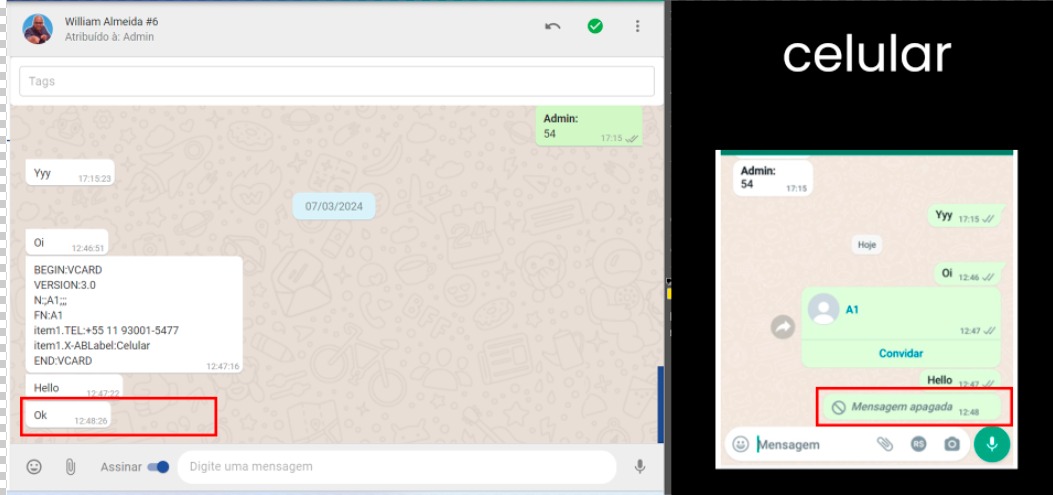 William Almeida #6
Atribuído à: Admin
Tags
Admin:
54
17:15
Yyy
17:15:23
07/03/2024
Oi
12:46:51
BEGIN:VCARD
VERSION:3.0
N:;A1;;;
FN:A1
item1.TEL:+55 11 93001-5477
item1.X-ABLabel:Celular
END:VCARD
12:47:16
Hello
12:47:22
Ok
12:48:26
Assinar
Digite uma mensagem
celular
Admin:
54
17:15
Yyy 17:15
Hoje
Oi 12:46
A1
12:47
Convidar
Hello 12:47
Mensagem apagada 12:48
Mensagem
R$